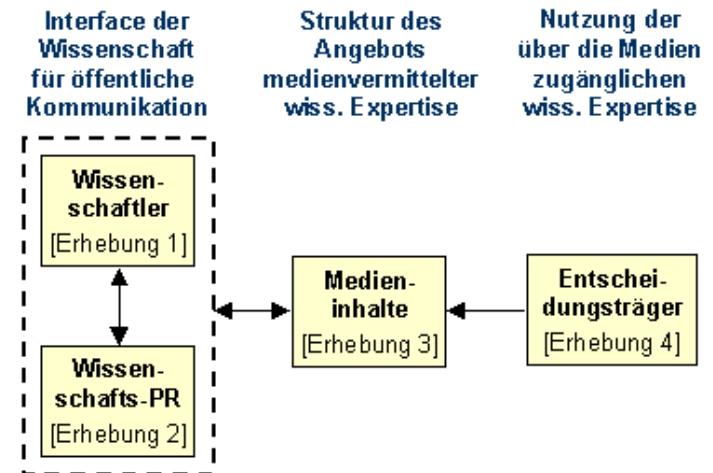 Interface der
Wissenschaft
für öffentliche
Kommunikation
Struktur des
Angebots
medienvermittelter
wiss. Expertise
Nutzung der
über die Medien
zugänglichen
wiss. Expertise
Wissen-
schaftler
[Erhebung 1]
Wissen-
schafts-PR
[Erhebung 2]
Medien-
inhalte
[Erhebung 3]
Entschei-
dungsträger
[Erhebung 4]